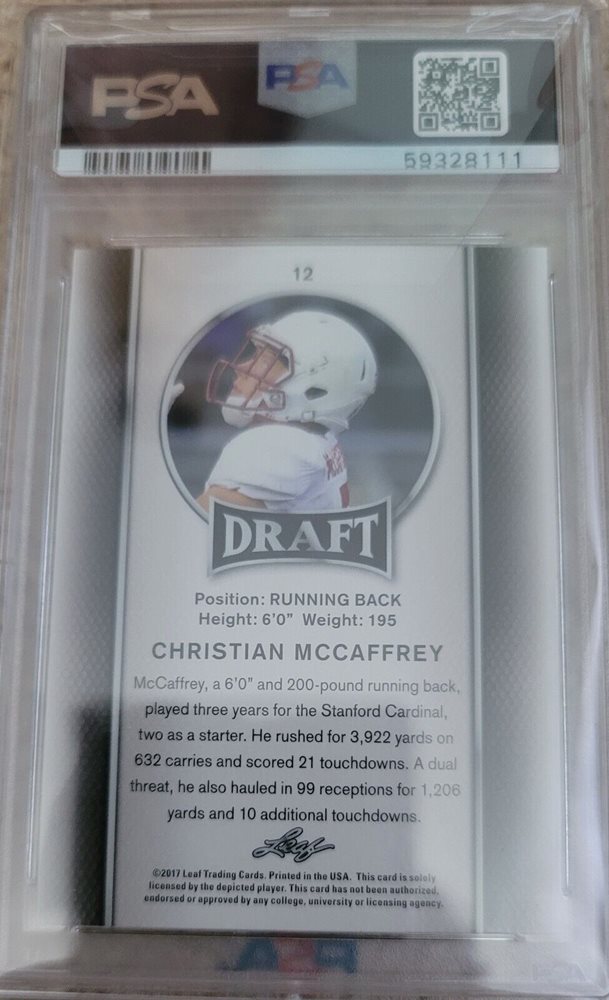 PSA
PSA
59328111
12
DRAFT
Position: RUNNING BACK
Height: 6'0" Weight: 195
CHRISTIAN MCCAFFREY
McCaffrey, a 6'0" and 200-pound running back,
played three years for the Stanford Cardinal,
two as a starter. He rushed for 3,922 yards on
632 carries and scored 21 touchdowns. A dual
threat, he also hauled in 99 receptions for 1,206
yards and 10 additional touchdowns.
Leaf
©2017 Leaf Trading Cards. Printed in the USA. This card is solely
licensed by the depicted player. This card has not been authorized,
endorsed or approved by any college, university or licensing agency.
PSA
PSA